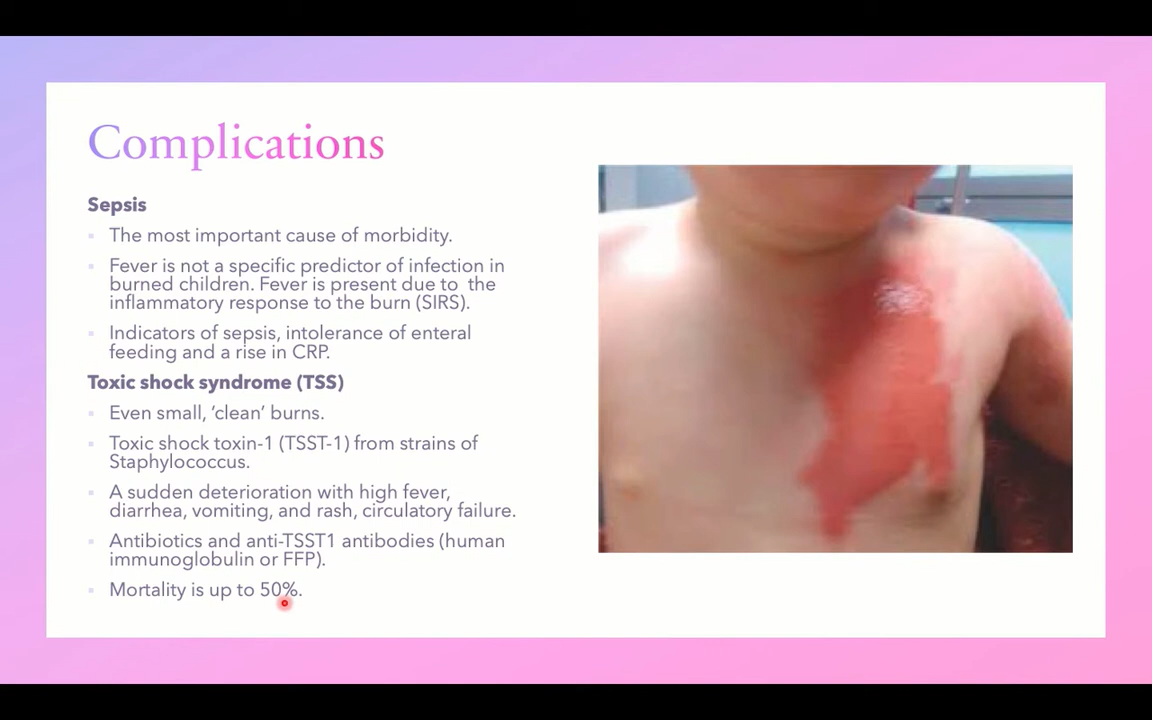 Complications
Sepsis
▪ The most important cause of morbidity.
▪ Fever is not a specific predictor of infection in
burned children. Fever is present due to  the
inflammatory response to the burn (SIRS).
▪ Indicators of sepsis, intolerance of enteral
feeding and a rise in CRP.
Toxic shock syndrome (TSS)
▪ Even small, ‘clean’ burns.
▪ Toxic shock toxin-1 (TSST-1) from strains of
Staphylococcus.
▪ A sudden deterioration with high fever,
diarrhea, vomiting, and rash, circulatory failure.
▪ Antibiotics and anti-TSST1 antibodies (human
immunoglobulin or FFP).
▪ Mortality is up to 50%.